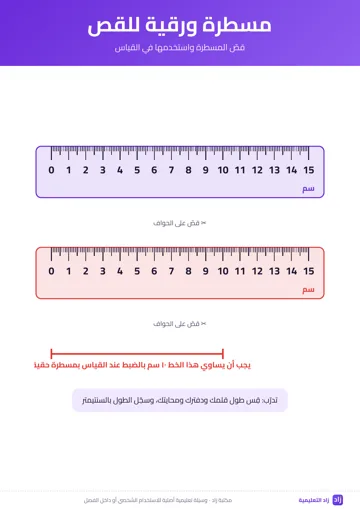 مسطرة ورقية للقص
قصّ المسطرة واستخدمها في القياس
0 1 2 3 4 5 6 7 8 9 10 11 12 13 14 15
سم
✂ قصّ على الحواف
0 1 2 3 4 5 6 7 8 9 10 11 12 13 14 15
سم
✂ قصّ على الحواف
يجب أن يساوي هذا الخط ١٠ سم بالضبط عند القياس بمسطرة حقيقي
تدرّب: قِس طول قلمك ودفترك وممحاتك، وسجّل الطول بالسنتيمتر
زاد زاد التعليمية
مكتبة زاد · وسيلة تعليمية أصلية للاستخدام الشخصي أو داخل الفصل